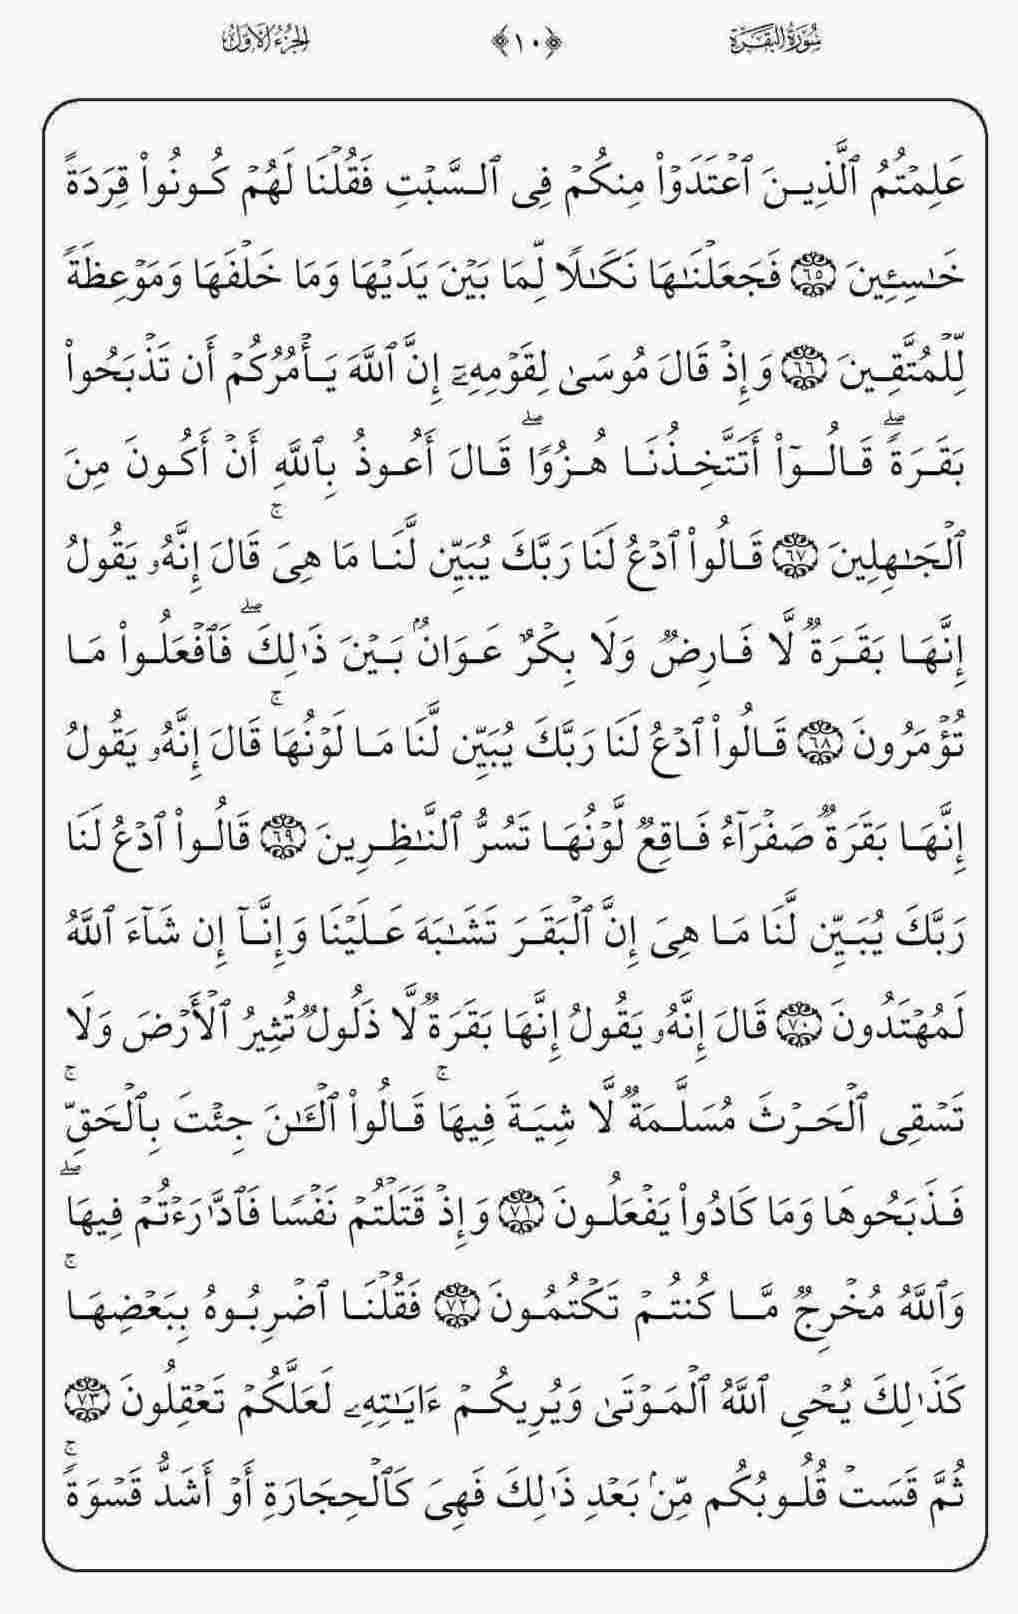 سُورَةُ البَقَرَةِ ﴿١٠﴾ الجُزْءُ الأَوَّلُ
عَلِمْتُمُ ٱلَّذِينَ ٱعْتَدَوْا۟ مِنكُمْ فِى ٱلسَّبْتِ فَقُلْنَا لَهُمْ كُونُوا۟ قِرَدَةً
خَـٰسِـِٔينَ ٦٥ فَجَعَلْنَـٰهَا نَكَـٰلًا لِّمَا بَيْنَ يَدَيْهَا وَمَا خَلْفَهَا وَمَوْعِظَةً
لِّلْمُتَّقِينَ ٦٦ وَإِذْ قَالَ مُوسَىٰ لِقَوْمِهِۦٓ إِنَّ ٱللَّهَ يَأْمُرُكُمْ أَن تَذْبَحُوا۟
بَقَرَةًۖ قَالُوٓا۟ أَتَتَّخِذُنَا هُزُوًاۖ قَالَ أَعُوذُ بِٱللَّهِ أَنْ أَكُونَ مِنَ
ٱلْجَـٰهِلِينَ ٦٧ قَالُوا۟ ٱدْعُ لَنَا رَبَّكَ يُبَيِّن لَّنَا مَا هِىَۚ قَالَ إِنَّهُۥ يَقُولُ
إِنَّهَا بَقَرَةٌ لَّا فَارِضٌ وَلَا بِكْرٌ عَوَانٌۢ بَيْنَ ذَٰلِكَۖ فَٱفْعَلُوا۟ مَا
تُؤْمَرُونَ ٦٨ قَالُوا۟ ٱدْعُ لَنَا رَبَّكَ يُبَيِّن لَّنَا مَا لَوْنُهَاۚ قَالَ إِنَّهُۥ يَقُولُ
إِنَّهَا بَقَرَةٌ صَفْرَآءُ فَاقِعٌ لَّوْنُهَا تَسُرُّ ٱلنَّـٰظِرِينَ ٦٩ قَالُوا۟ ٱدْعُ لَنَا
رَبَّكَ يُبَيِّن لَّنَا مَا هِىَ إِنَّ ٱلْبَقَرَ تَشَـٰبَهَ عَلَيْنَا وَإِنَّآ إِن شَآءَ ٱللَّهُ
لَمُهْتَدُونَ ٧٠ قَالَ إِنَّهُۥ يَقُولُ إِنَّهَا بَقَرَةٌ لَّا ذَلُولٌ تُثِيرُ ٱلْأَرْضَ وَلَا
تَسْقِى ٱلْحَرْثَ مُسَلَّمَةٌ لَّا شِيَةَ فِيهَاۚ قَالُوا۟ ٱلْـَٔـٰنَ جِئْتَ بِٱلْحَقِّۚ
فَذَبَحُوهَا وَمَا كَادُوا۟ يَفْعَلُونَ ٧١ وَإِذْ قَتَلْتُمْ نَفْسًا فَٱدَّٰرَْٰٔتُمْ فِيهَاۖ
وَٱللَّهُ مُخْرِجٌ مَّا كُنتُمْ تَكْتُمُونَ ٧٢ فَقُلْنَا ٱضْرِبُوهُ بِبَعْضِهَاۚ
كَذَٰلِكَ يُحْىِ ٱللَّهُ ٱلْمَوْتَىٰ وَيُرِيكُمْ ءَايَـٰتِهِۦ لَعَلَّكُمْ تَعْقِلُونَ ٧٣
ثُمَّ قَسَتْ قُلُوبُكُم مِّنۢ بَعْدِ ذَٰلِكَ فَهِىَ كَٱلْحِجَارَةِ أَوْ أَشَدُّ قَسْوَةًۚ